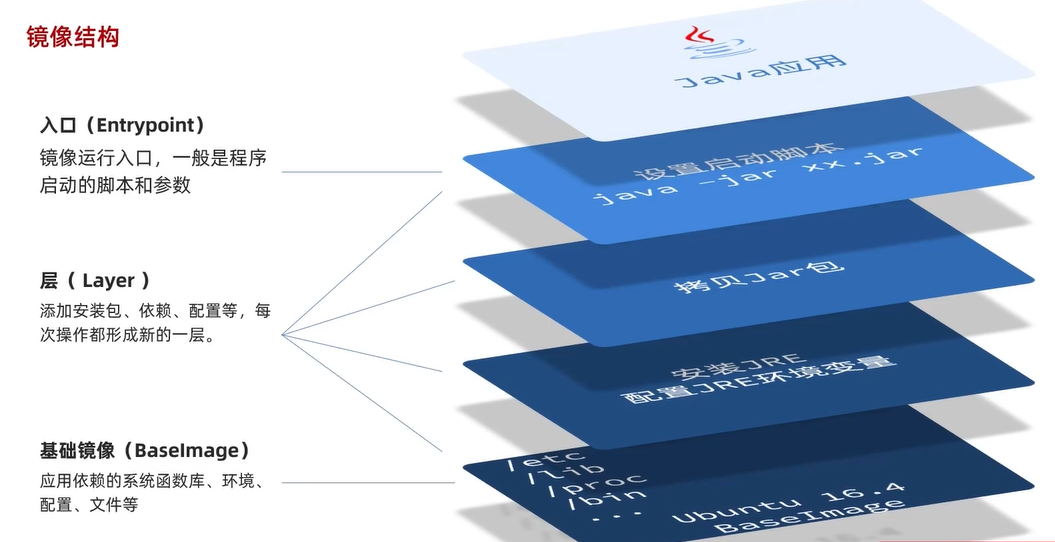 镜像结构
入口（Entrypoint）
镜像运行入口，一般是程序
启动的脚本和参数
层（ Layer ）
添加安装包、依赖、配置等，每
次操作都形成新的一层。
基础镜像（BaseImage）
应用依赖的系统函数库、环境、
配置、文件等
Java应用
设置启动脚本
java -jar xx.jar
拷贝Jar包
安装JRE
配置JRE环境变量
/etc
/lib
/proc
/bin
...
Ubuntu 16.4
BaseImage